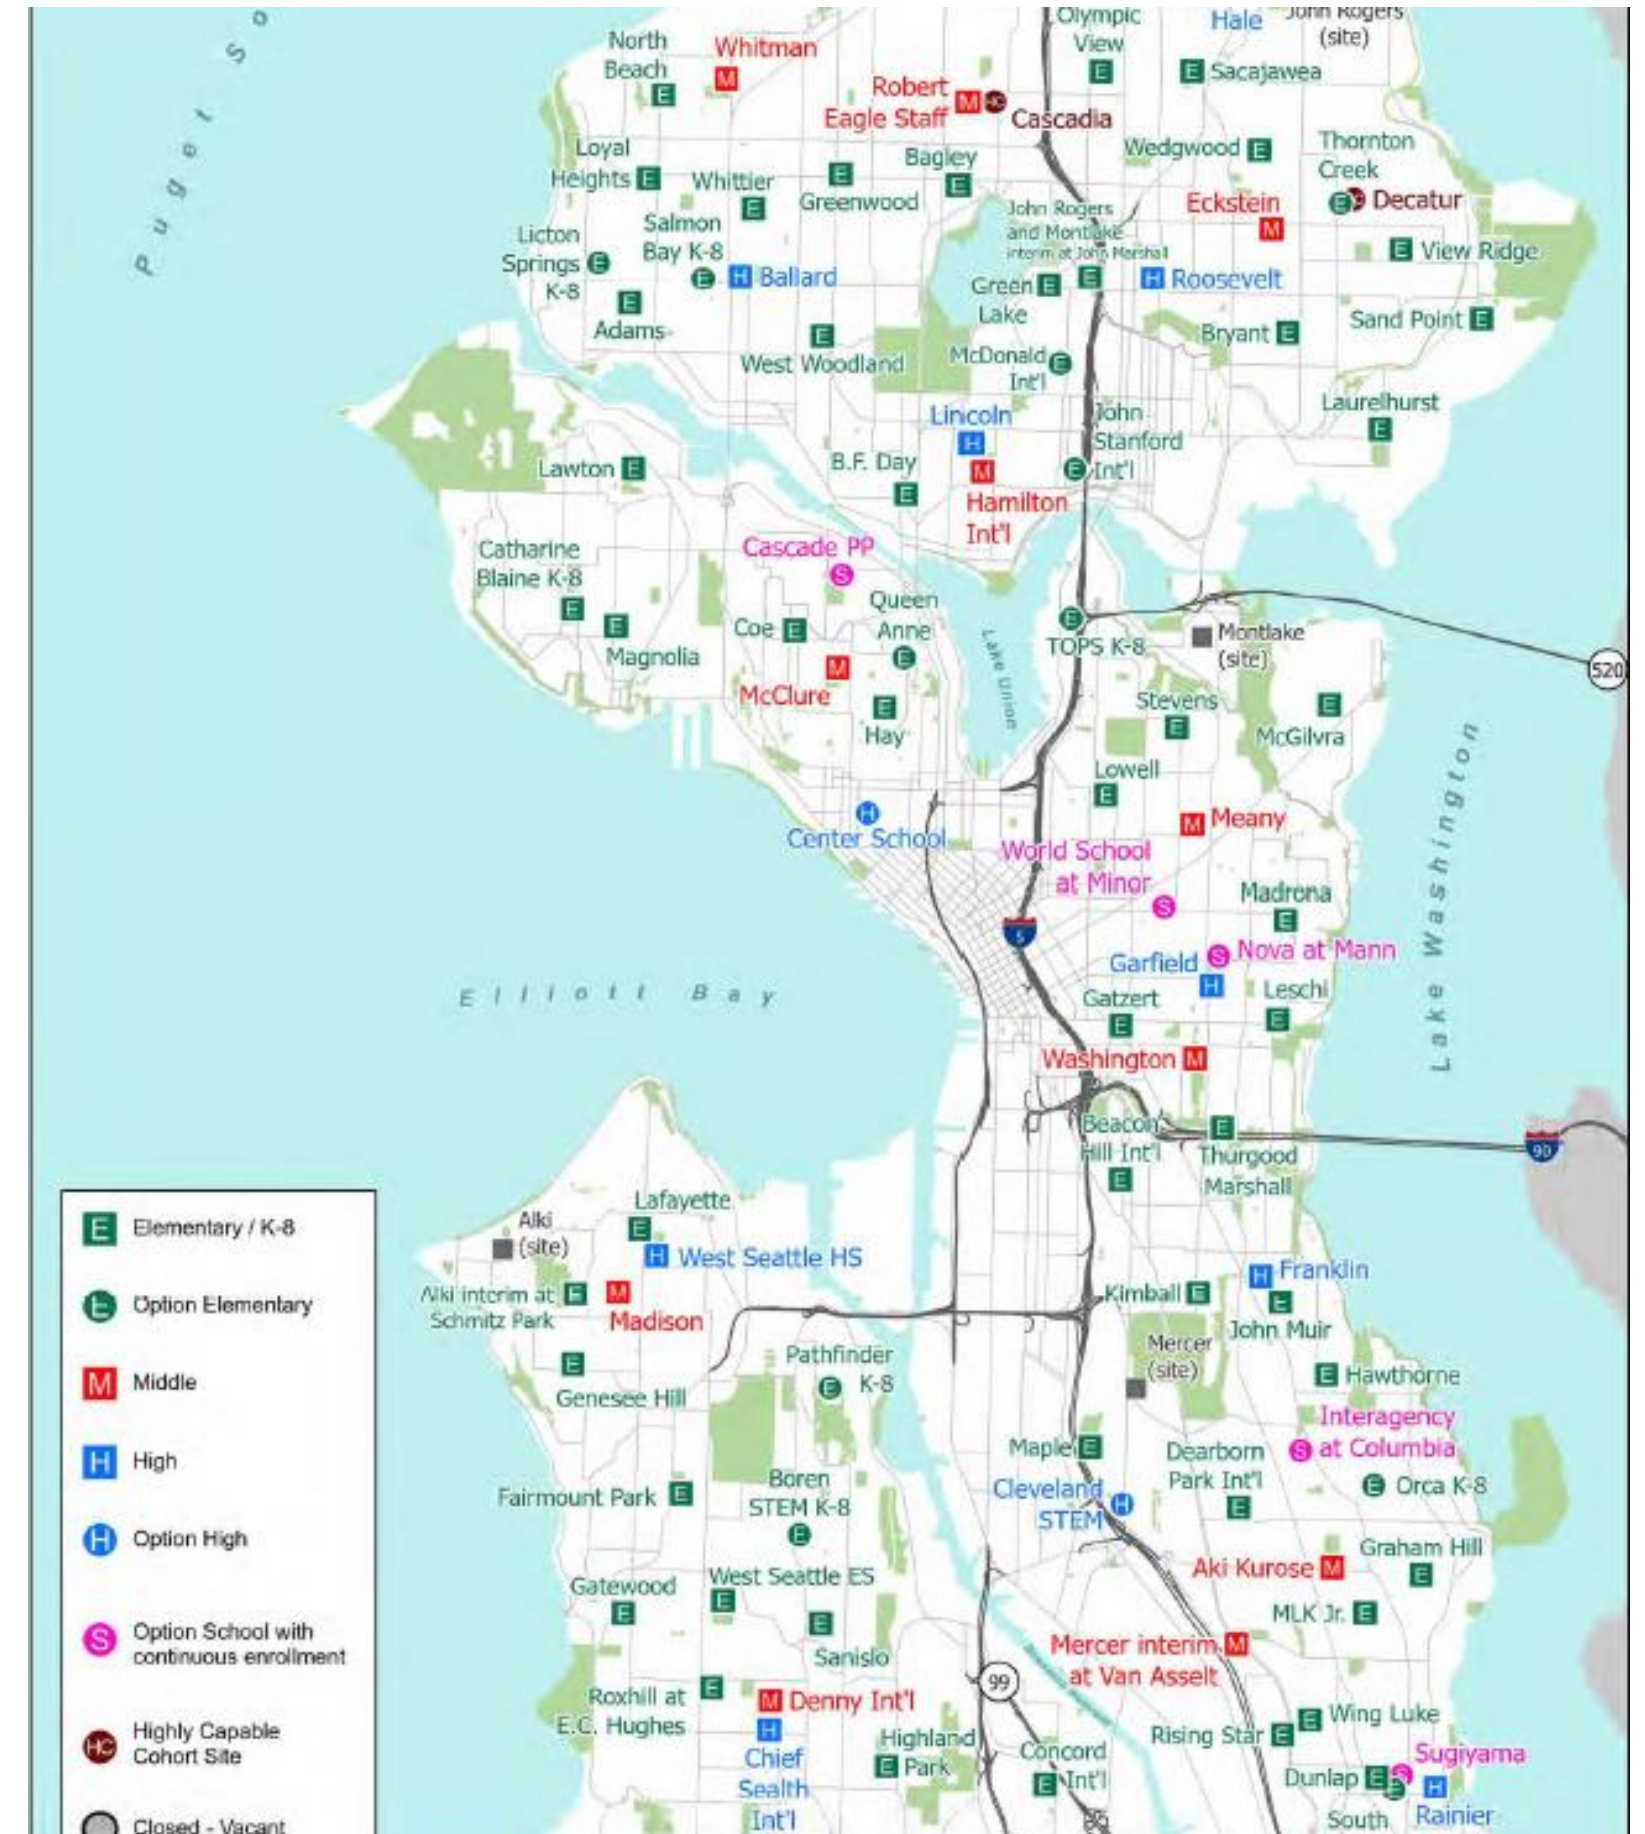 Puget So
North
Beach
E
Whitman
M
Robert
Eagle Staff
M
HC
Cascadia
Olympic
View
E
Hale
John Rogers
(site)
E Sacajawea
Wedgwood E
Thornton
Creek
E
Decatur
Loyal
Heights E
Whittier
E
E
Greenwood
Bagley
E
Eckstein
M
E View Ridge
Salmon
Bay K-8
E
H Ballard
Licton
Springs E
K-8
E
Adams
John Rogers
and Montlake
interim at John Marshall
E
Green E
Lake
H Roosevelt
Bryant E
Sand Point E
E
West Woodland
McDonald E
Int'l
Laurelhurst
E
Lincoln
H
M
Hamilton
Int'l
John
Stanford
E Int'l
Lawton E
B.F. Day
E
Catharine
Blaine K-8
E
E
Magnolia
Cascade PP
S
Coe E
Queen
Anne
E
M
McClure
E
Hay
Lake Union
E
TOPS K-8
Montlake
(site)
520
Stevens
E
E
McGilvra
Lowell
E
M Meany
H
Center School
World School
at Minor
S
Madrona
E
5
S Nova at Mann
Garfield
H
Gatzert
E
Leschi
E
Lake Washington
Elliott Bay
Washington M
Beacon
Hill Int'l
E
E
Thurgood
Marshall
90
Lafayette
E
Alki
(site)
H West Seattle HS
Alki interim at E
Schmitz Park
M
Madison
E
Genesee Hill
Kimball E
H Franklin
E
John Muir
Mercer
(site)
E Hawthorne
Pathfinder
E K-8
Interagency
S at Columbia
Maple E
Dearborn
Park Int'l
E
E Orca K-8
Fairmount Park E
Boren
STEM K-8
E
Cleveland H
STEM
Aki Kurose M
Graham Hill
E
Gatewood
E
West Seattle ES
E
E
Sanislo
MLK Jr. E
Mercer interim M
at Van Asselt
Roxhill at E
E.C. Hughes
M Denny Int'l
H
Chief
Sealth
Int'l
99
Highland
E Park
Concord
E Int'l
E Wing Luke
Rising Star E
Sugiyama
S
Dunlap E
E
South
H
Rainier
E Elementary / K-8
E Option Elementary
M Middle
H High
H Option High
S Option School with
continuous enrollment
HC Highly Capable
Cohort Site
Closed - Vacant